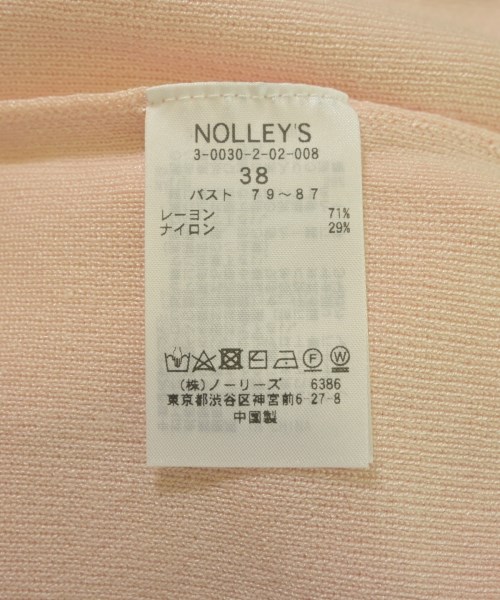 NOLLEY'S
3-0030-2-02-008
38
バスト 79～87
レーヨン 71%
ナイロン 29%
F W
(株)ノーリーズ 6386
東京都渋谷区神宮前6-27-8
中国製